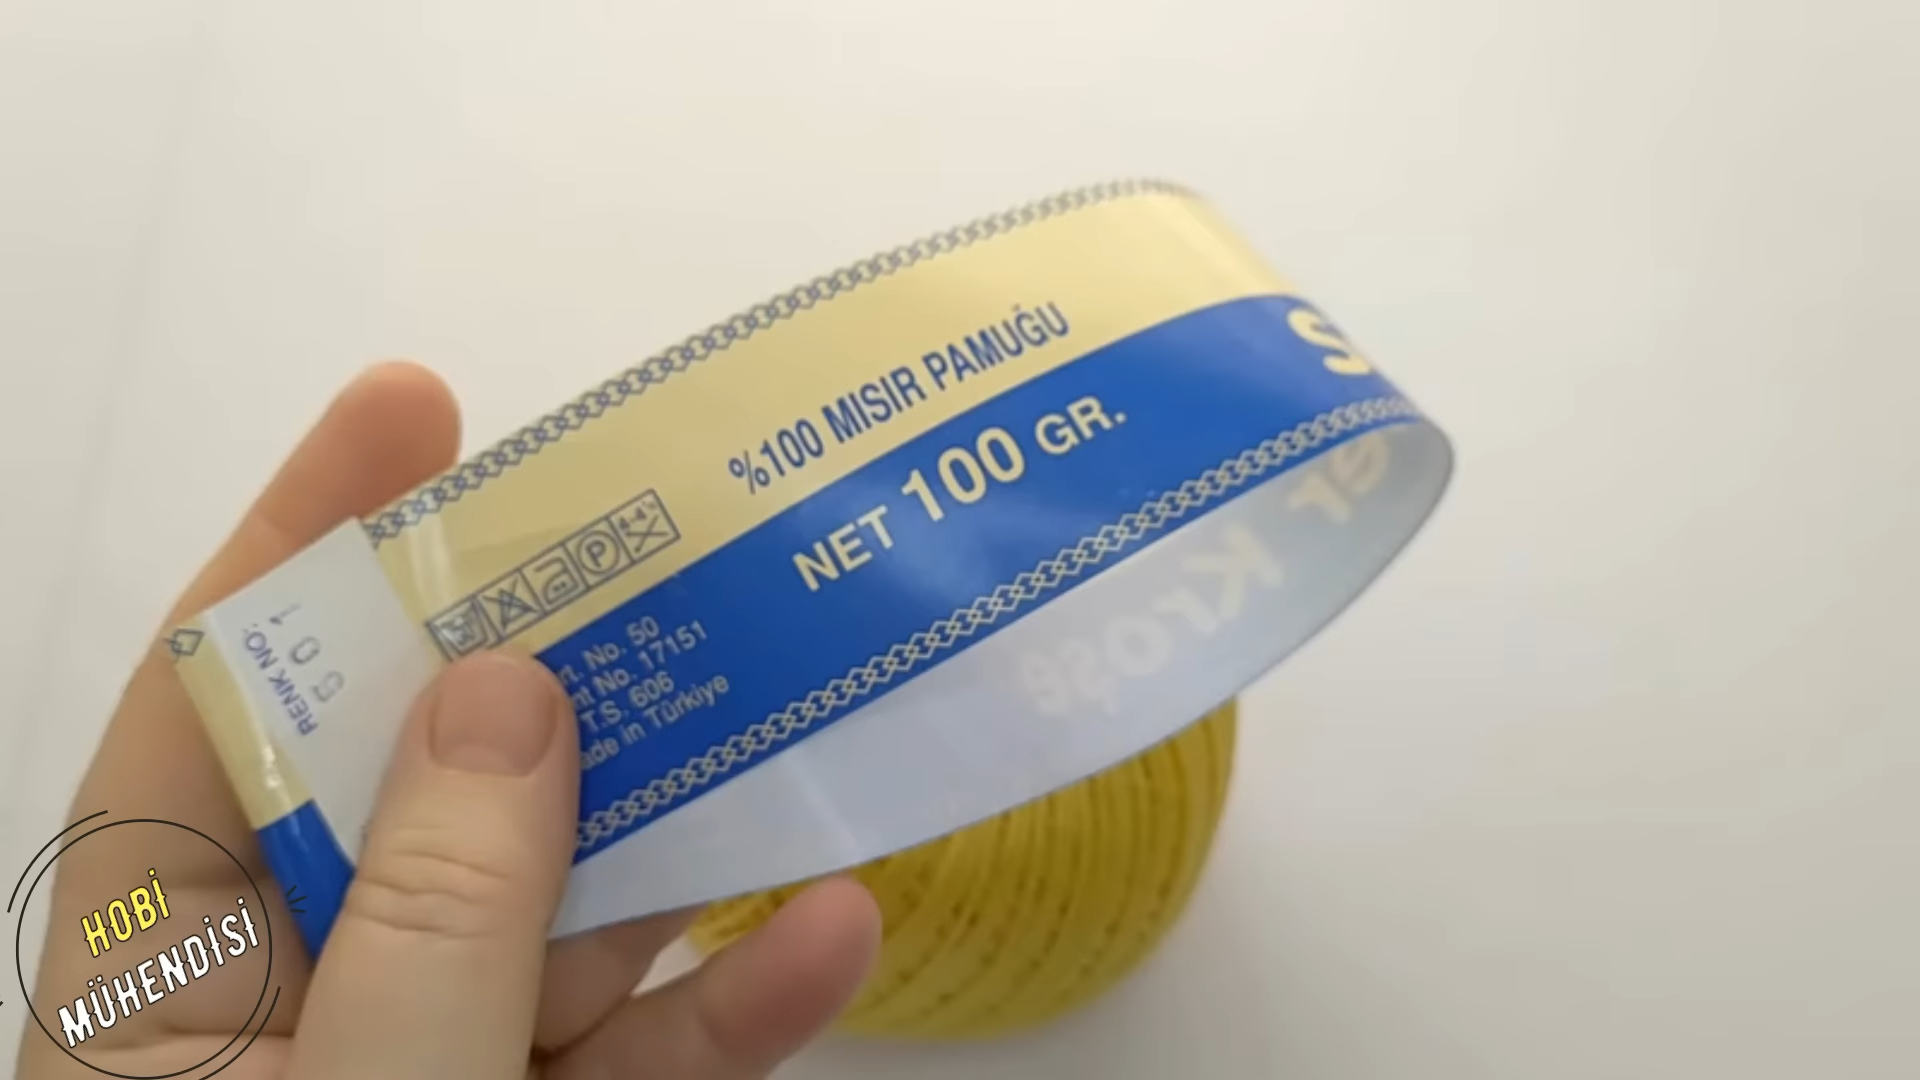 %100 MISIR PAMUĞU
NET 100 GR.
No. 50
No. 17151
T.S. 606
in Türkiye
RENK NO:
501
Kroşe
P
HOBİ
MÜHENDİSİ